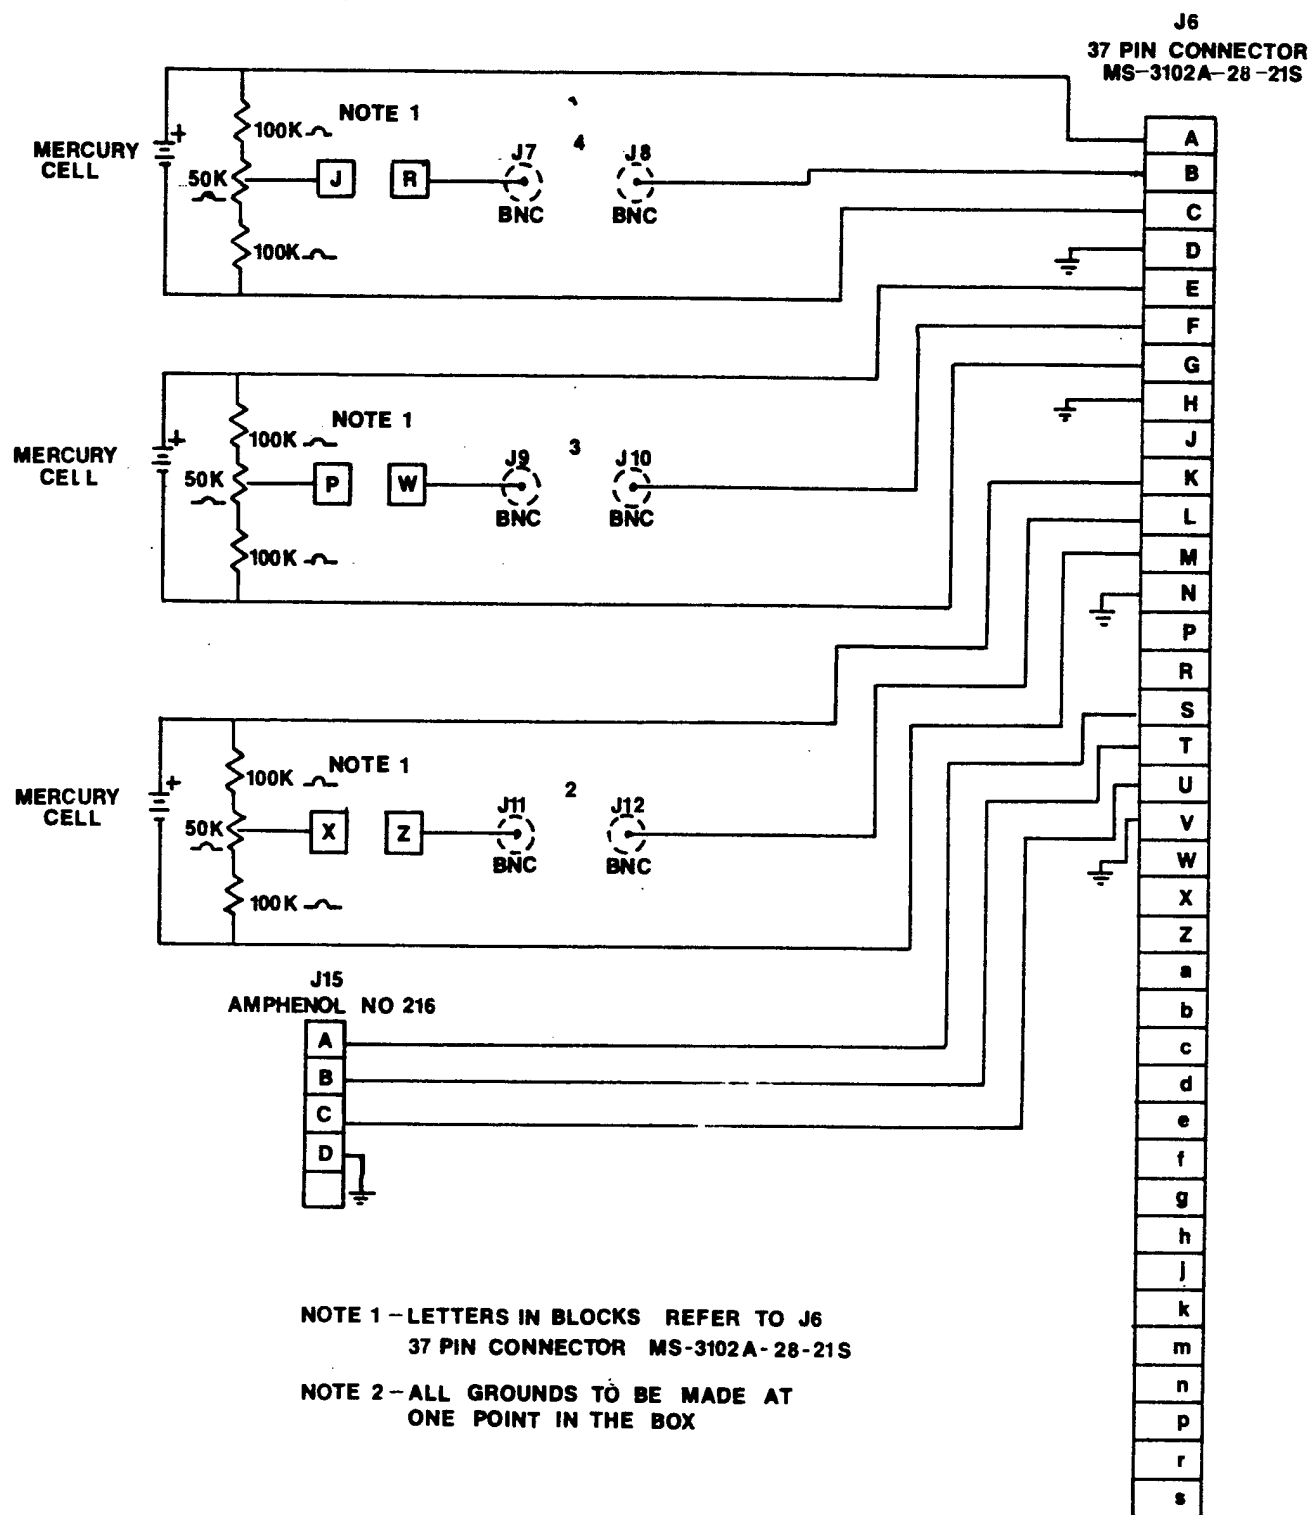 J6
37 PIN CONNECTOR
MS-3102A-28-21S
MERCURY
CELL
+
100K
NOTE 1
50K
J
R
J7
BNC
4
J8
BNC
100K
MERCURY
CELL
+
100K
NOTE 1
50K
P
W
J9
BNC
3
J10
BNC
100K
MERCURY
CELL
+
100K
NOTE 1
50K
X
Z
J11
BNC
2
J12
BNC
100K
J15
AMPHENOL NO 216
A
B
C
D
A
B
C
D
E
F
G
H
J
K
L
M
N
P
R
S
T
U
V
W
X
Z
a
b
c
d
e
f
g
h
j
k
m
n
p
r
s
NOTE 1 - LETTERS IN BLOCKS REFER TO J6
37 PIN CONNECTOR MS-3102A-28-21S
NOTE 2 - ALL GROUNDS TO BE MADE AT
ONE POINT IN THE BOX